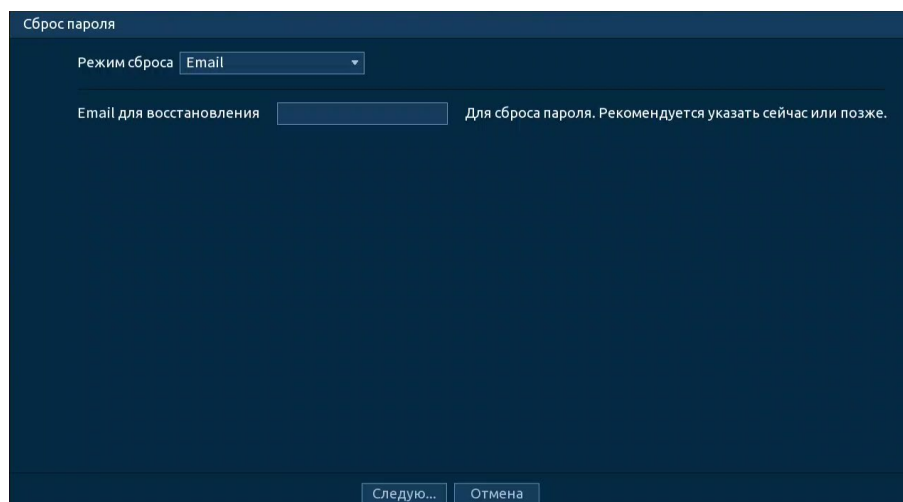 Сброс пароля
Режим сброса Email
Email для восстановления Для сброса пароля. Рекомендуется указать сейчас или позже.
Следую... Отмена